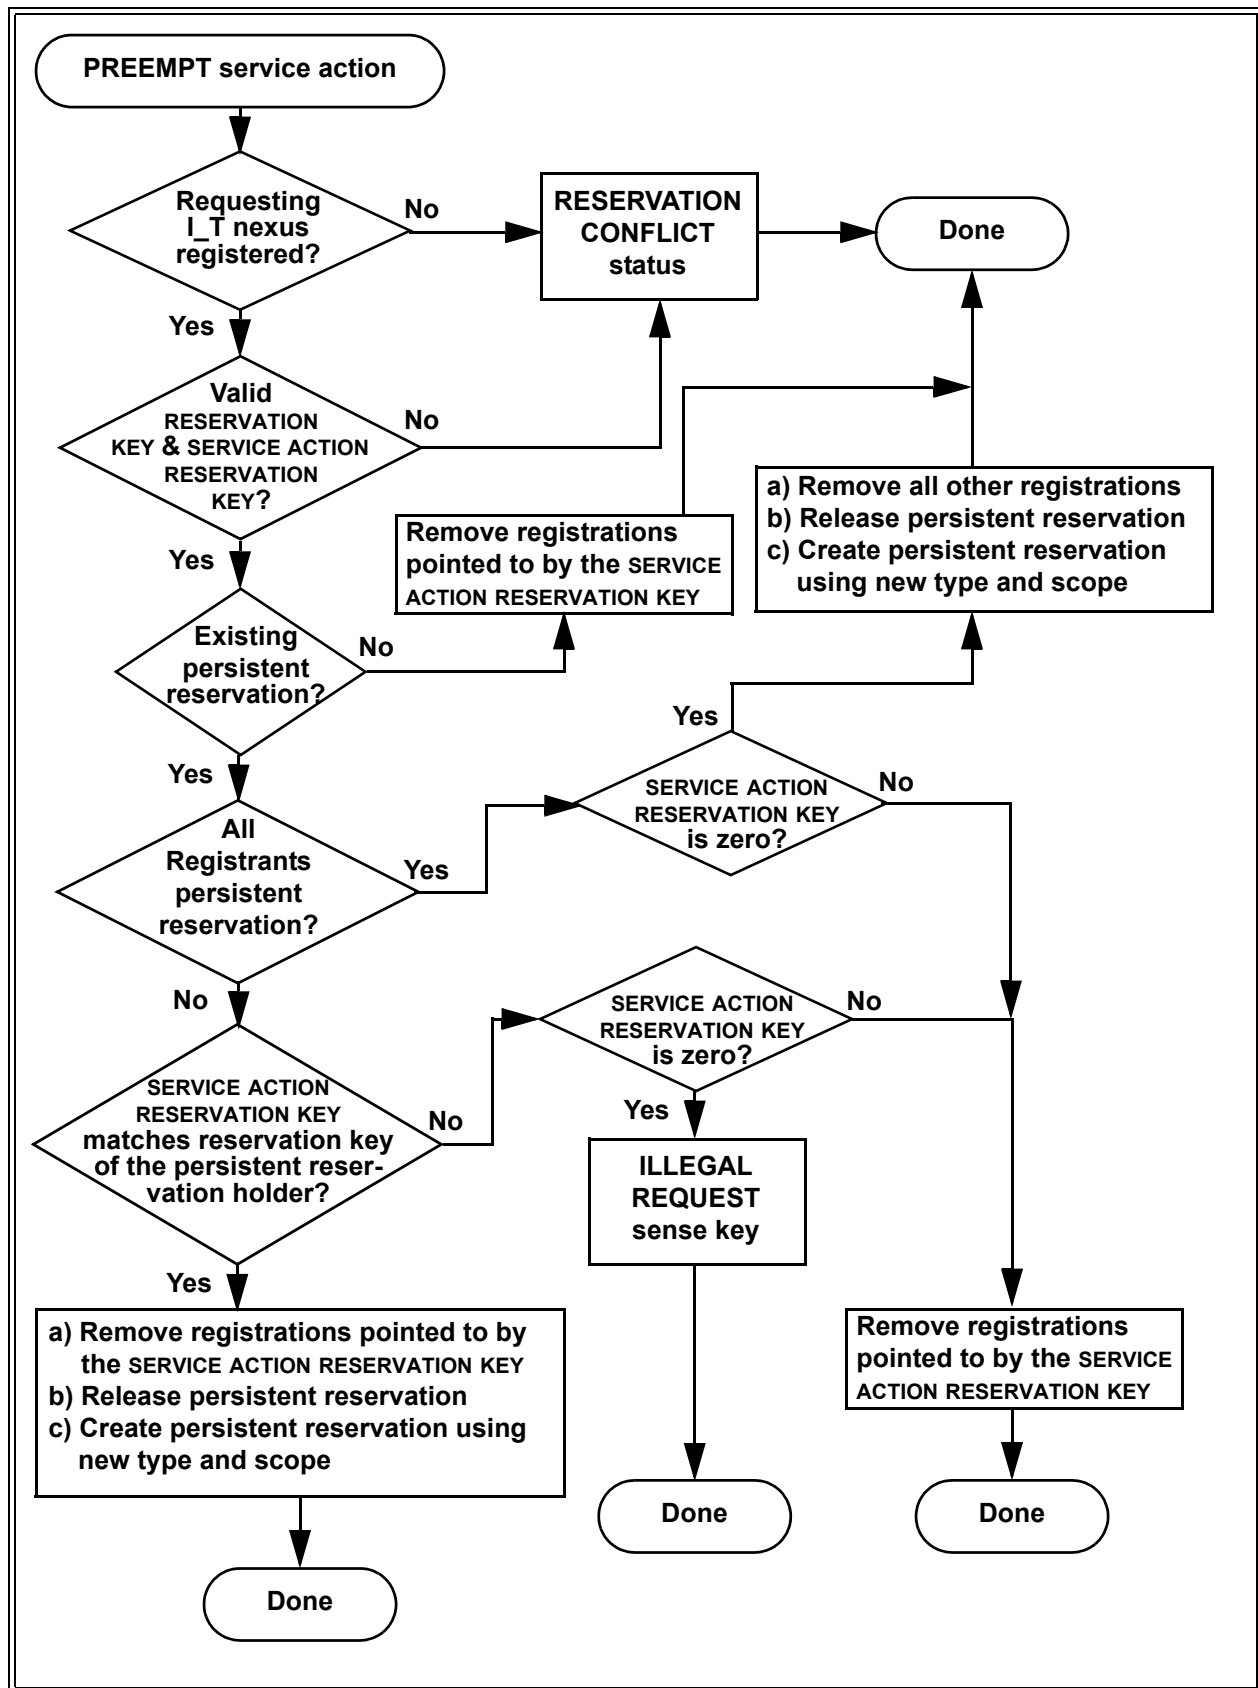 PREEMPT service action
Requesting
I_T nexus
registered?
No
RESERVATION
CONFLICT
status
Done
Yes
Valid
RESERVATION
KEY & SERVICE ACTION
RESERVATION
KEY?
No
Yes
Remove registrations
pointed to by the SERVICE
ACTION RESERVATION KEY
a) Remove all other registrations
b) Release persistent reservation
c) Create persistent reservation
using new type and scope
Existing
persistent
reservation?
No
Yes
Yes
SERVICE ACTION
RESERVATION KEY
is zero?
No
All
Registrants
persistent
reservation?
Yes
No
SERVICE ACTION
RESERVATION KEY
is zero?
No
SERVICE ACTION
RESERVATION KEY
matches reservation key
of the persistent reser-
vation holder?
No
Yes
ILLEGAL
REQUEST
sense key
Yes
a) Remove registrations pointed to by
the SERVICE ACTION RESERVATION KEY
b) Release persistent reservation
c) Create persistent reservation using
new type and scope
Remove registrations
pointed to by the SERVICE
ACTION RESERVATION KEY
Done
Done
Done